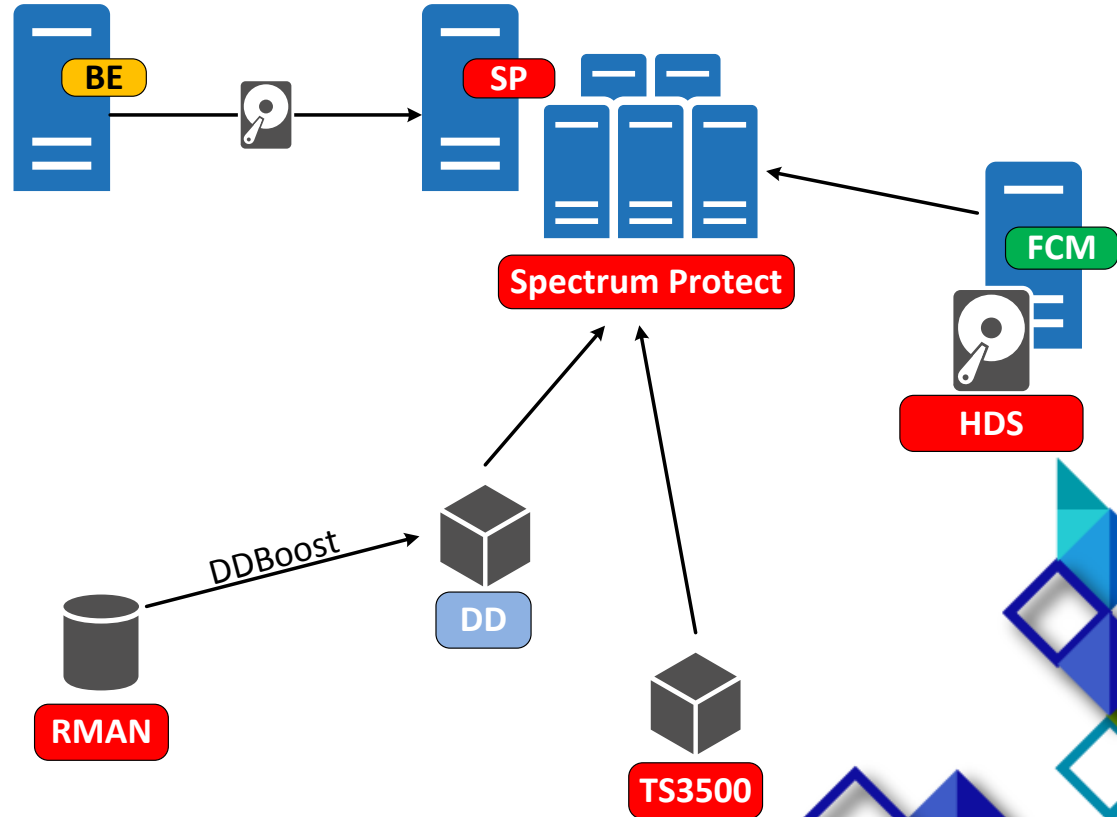 BE
SP
FCM
Spectrum Protect
HDS
DDBoost
DD
RMAN
TS3500